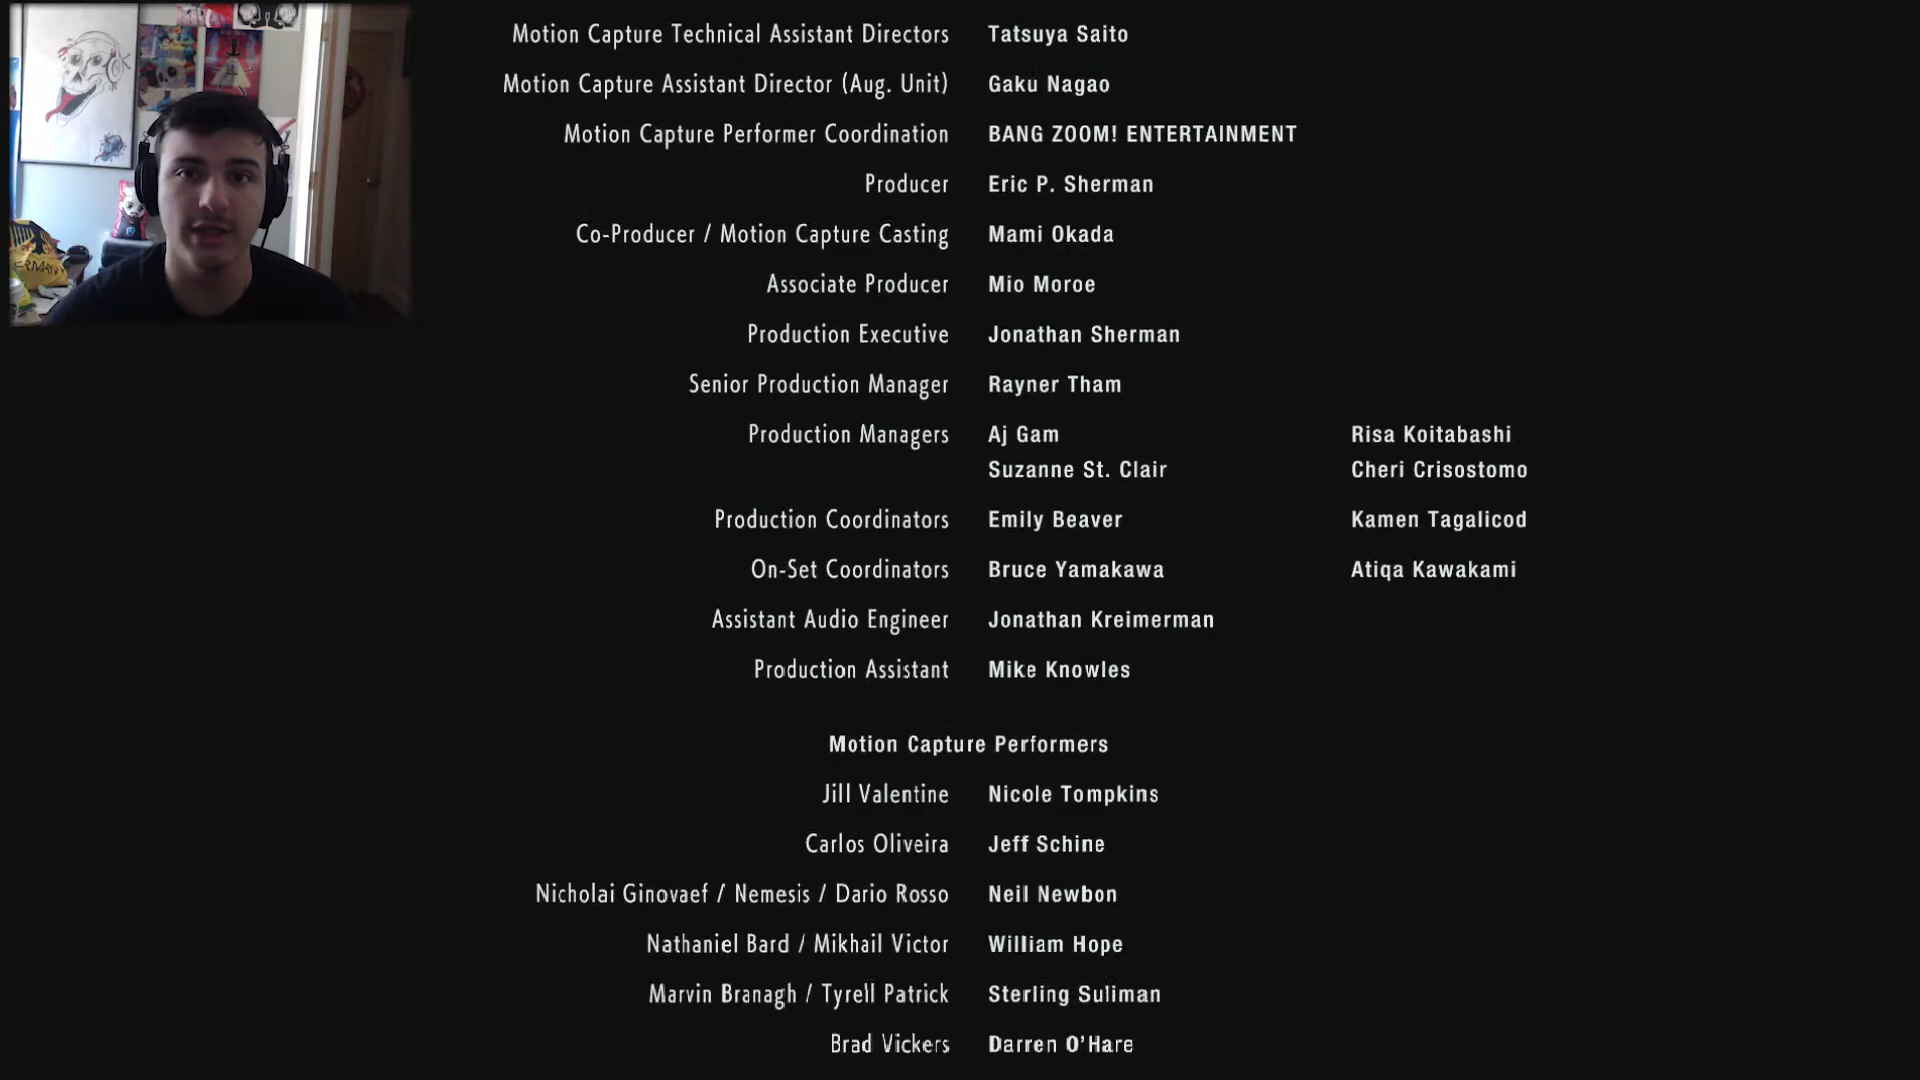 Motion Capture Technical Assistant Directors Tatsuya Saito
Motion Capture Assistant Director (Aug. Unit) Gaku Nagao
Motion Capture Performer Coordination BANG ZOOM! ENTERTAINMENT
Producer Eric P. Sherman
Co-Producer / Motion Capture Casting Mami Okada
Associate Producer Mio Moroe
Production Executive Jonathan Sherman
Senior Production Manager Rayner Tham
Production Managers Aj Gam Risa Koitabashi
Suzanne St. Clair Cheri Crisostomo
Production Coordinators Emily Beaver Kamen Tagalicod
On-Set Coordinators Bruce Yamakawa Atiqa Kawakami
Assistant Audio Engineer Jonathan Kreimerman
Production Assistant Mike Knowles
Motion Capture Performers
Jill Valentine Nicole Tompkins
Carlos Oliveira Jeff Schine
Nicholai Ginovaef / Nemesis / Dario Rosso Neil Newbon
Nathaniel Bard / Mikhail Victor William Hope
Marvin Branagh / Tyrell Patrick Sterling Suliman
Brad Vickers Darren O'Hare